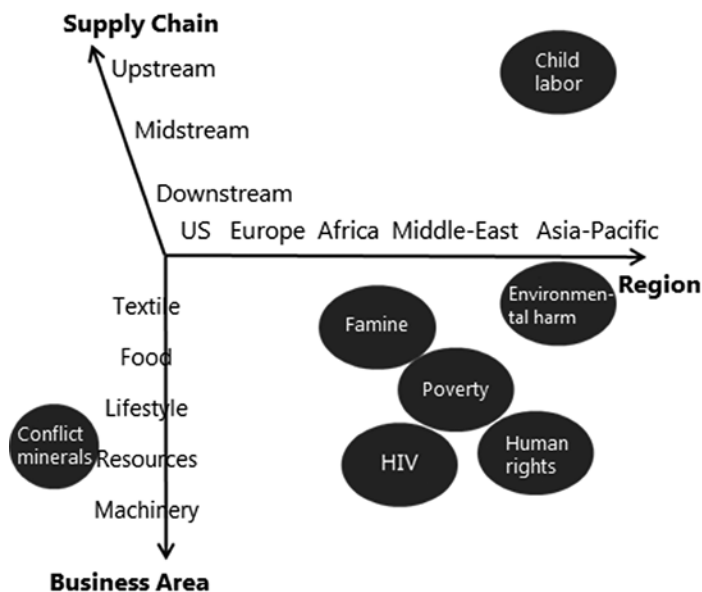 Supply Chain
Upstream
Child
labor
Midstream
Downstream
US Europe Africa Middle-East Asia-Pacific
Region
Textile
Environmen-
tal harm
Famine
Food
Poverty
Lifestyle
Conflict
minerals
Resources
HIV
Human
rights
Machinery
Business Area